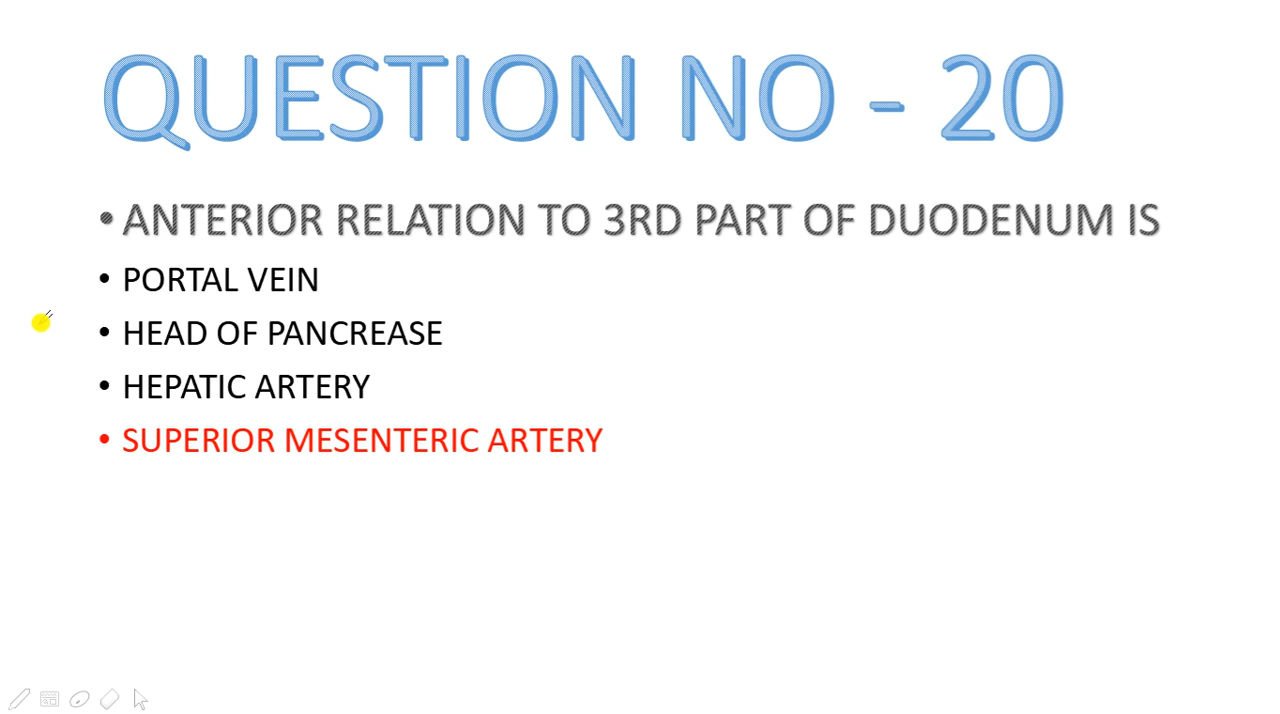 QUESTION NO - 20
• ANTERIOR RELATION TO 3RD PART OF DUODENUM IS
• PORTAL VEIN
• HEAD OF PANCREASE
• HEPATIC ARTERY
• SUPERIOR MESENTERIC ARTERY